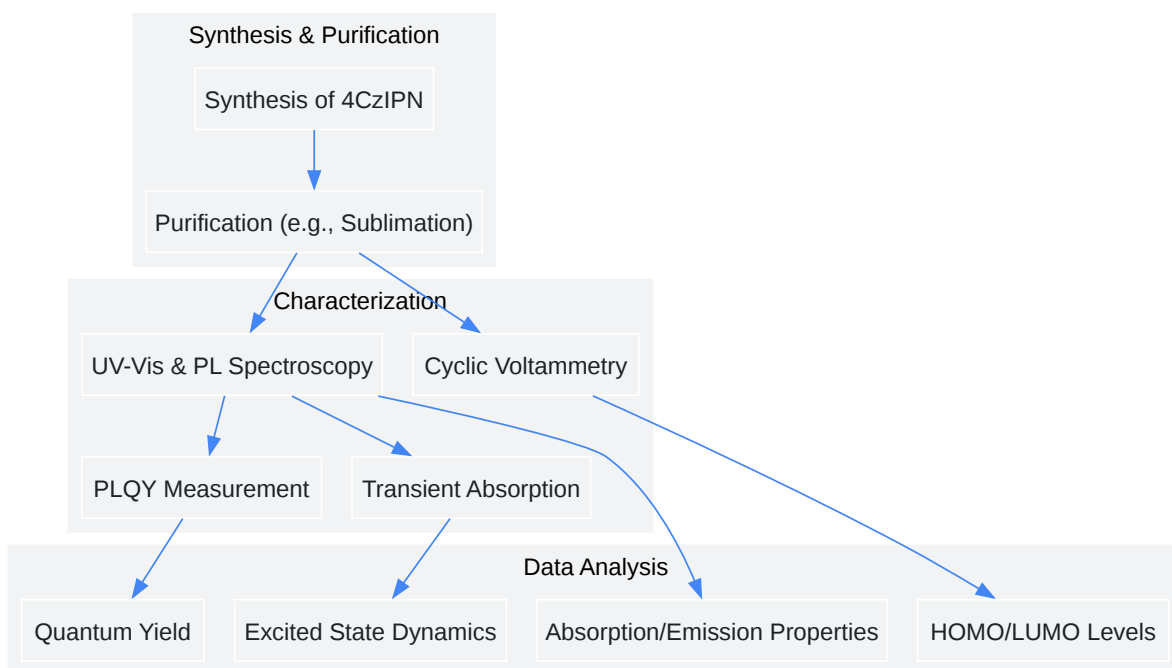 Synthesis & Purification
Synthesis of 4CzIPN
Purification (e.g., Sublimation)
Characterization
UV-Vis & PL Spectroscopy
Cyclic Voltammetry
PLQY Measurement
Transient Absorption
Data Analysis
Quantum Yield
Excited State Dynamics
Absorption/Emission Properties
HOMO/LUMO Levels